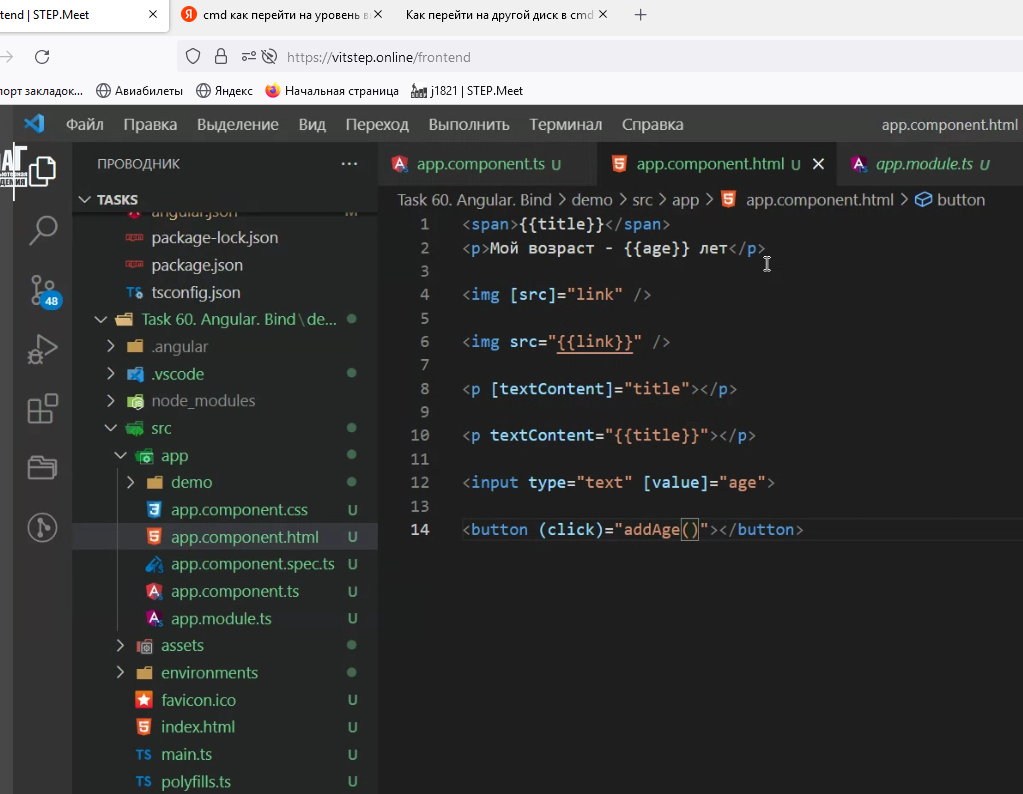 tend | STEP.Meet
cmd как перейти на уровень в
Как перейти на другой диск в cmd
https://vitstep.online/frontend
порт закладок...
Авиабилеты
Яндекс
Начальная страница
j1821 | STEP.Meet
Файл Правка Выделение Вид Переход Выполнить Терминал Справка
app.component.html
ПРОВОДНИК
app.component.ts U
app.component.html U
app.module.ts U
TASKS
Task 60. Angular. Bind > demo > src > app > app.component.html > button
angular.json M
package-lock.json
package.json
tsconfig.json
48
Task 60. Angular. Bind \ de...
.angular
.vscode
node_modules
src
app
demo
app.component.css U
app.component.html U
app.component.spec.ts U
app.component.ts U
app.module.ts U
assets
environments
favicon.ico U
index.html U
TS main.ts U
TS polyfills.ts U
1 <span>{{title}}</span>
2 <p>Мой возраст - {{age}} лет</p>
3
4 <img [src]="link" />
5
6 <img src="{{link}}" />
7
8 <p [textContent]="title"></p>
9
10 <p textContent="{{title}}"></p>
11
12 <input type="text" [value]="age">
13
14 <button (click)="addAge()"></button>